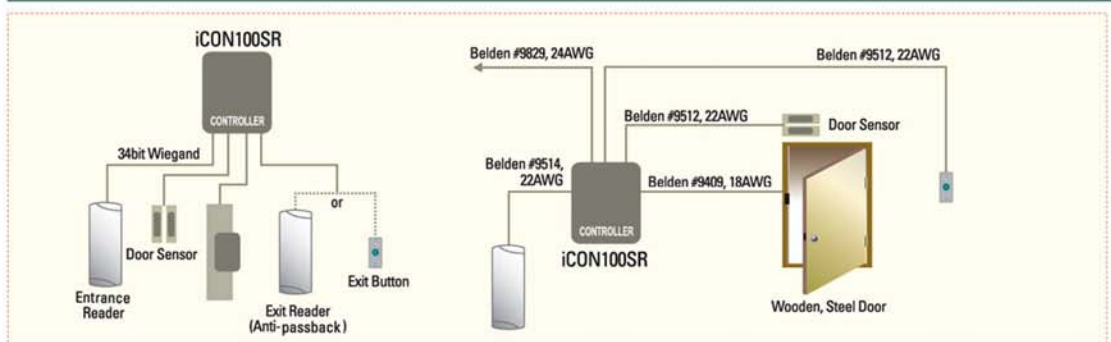 iCON100SR
CONTROLLER
34bit Wiegand
or
Entrance
Reader
Door Sensor
Exit Reader
(Anti-passback)
Exit Button
Belden #9829, 24AWG
Belden #9512, 22AWG
Belden #9512, 22AWG
Door Sensor
Belden #9514,
22AWG
Belden #9409, 18AWG
CONTROLLER
iCON100SR
Wooden, Steel Door